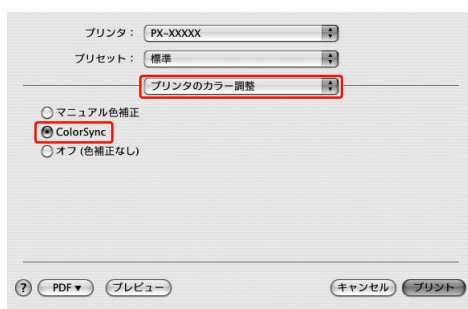 プリンタ： PX-XXXXX
プリセット： 標準
プリンタのカラー調整
マニュアル色補正
ColorSync
オフ (色補正なし)
? PDF▼ プレビュー キャンセル プリント